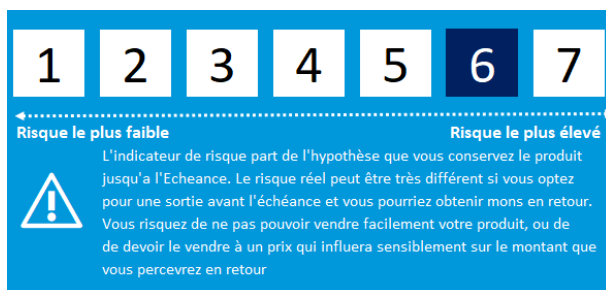 1 2 3 4 5 6 7
Risque le plus faible Risque le plus élevé
L'indicateur de risque part de l'hypothèse que vous conservez le produit
jusqu'a l'Echeance. Le risque réel peut être très différent si vous optez
pour une sortie avant l'échéance et vous pourriez obtenir mons en retour.
Vous risquez de ne pas pouvoir vendre facilement votre produit, ou de
de devoir le vendre à un prix qui influera sensiblement sur le montant que
vous percevrez en retour